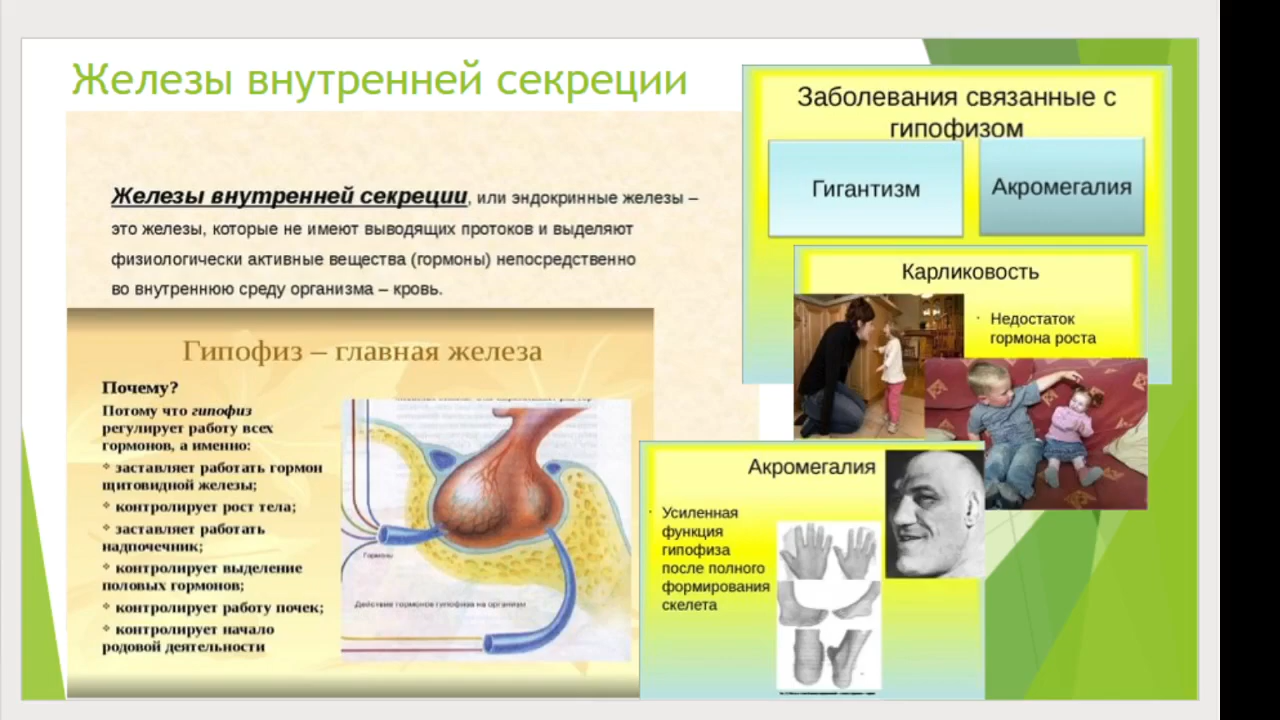 Железы внутренней секреции
Железы внутренней секреции, или эндокринные железы –
это железы, которые не имеют выводящих протоков и выделяют
физиологически активные вещества (гормоны) непосредственно
во внутреннюю среду организма – кровь.
Гипофиз – главная железа
Почему?
Потому что гипофиз
регулирует работу всех
гормонов, а именно:
заставляет работать гормон
щитовидной железы;
контролирует рост тела;
заставляет работать
надпочечник;
контролирует выделение
половых гормонов;
контролирует работу почек;
контролирует начало
родовой деятельности
Гормоны
Действие гормонов гипофиза на организм
Заболевания связанные с
гипофизом
Гигантизм
Акромегалия
Карликовость
· Недостаток
гормона роста
Акромегалия
· Усиленная
функция
гипофиза
после полного
формирования
скелета